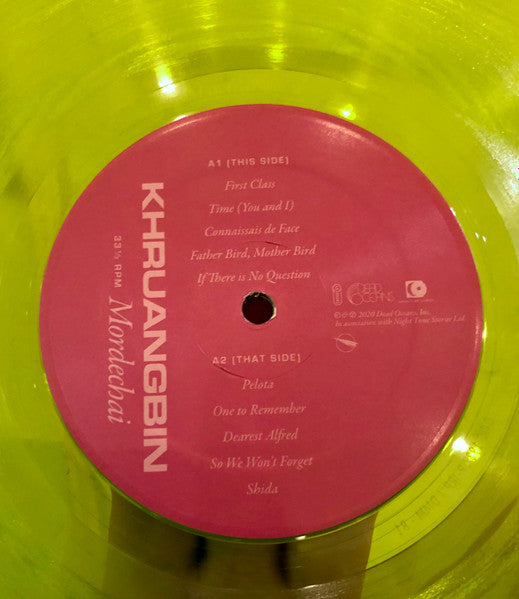 A1 (THIS SIDE)
First Class
Time (You and I)
Connaissais de Face
Father Bird, Mother Bird
If There is No Question
KHRUANGBIN
33⅓ RPM
Mordechai
DEAD OCEANS
℗ © 2020 Dead Oceans, Inc.
In association with Night Time Stories Ltd.
A2 (THAT SIDE)
Pelota
One to Remember
Dearest Alfred
So We Won't Forget
Shida